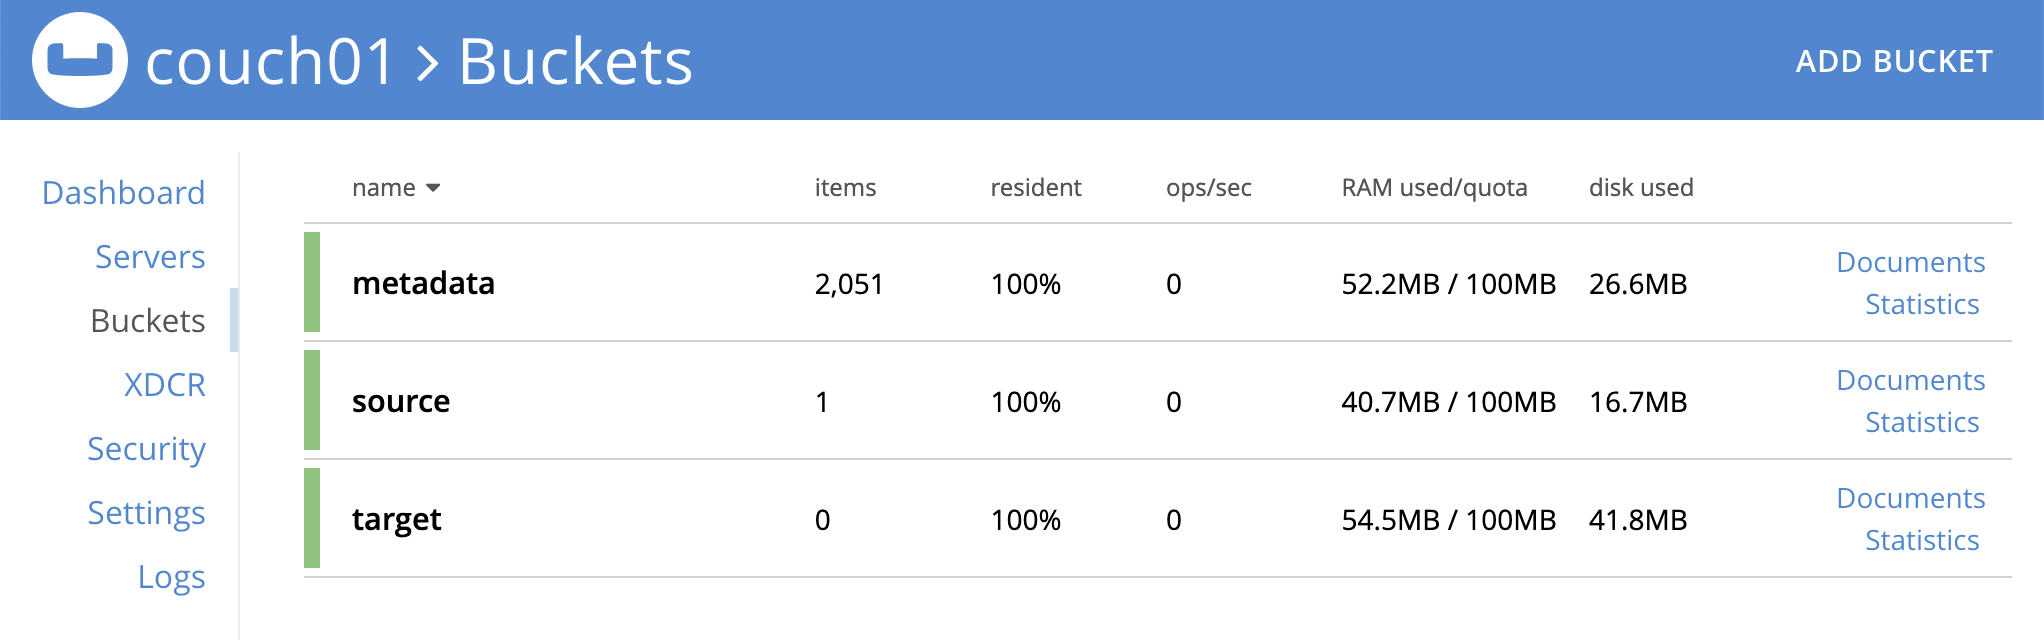 couch01 > Buckets
ADD BUCKET
Dashboard
Servers
Buckets
XDCR
Security
Settings
Logs
name items resident ops/sec RAM used/quota disk used
metadata 2,051 100% 0 52.2MB / 100MB 26.6MB Documents
Statistics
source 1 100% 0 40.7MB / 100MB 16.7MB Documents
Statistics
target 0 100% 0 54.5MB / 100MB 41.8MB Documents
Statistics